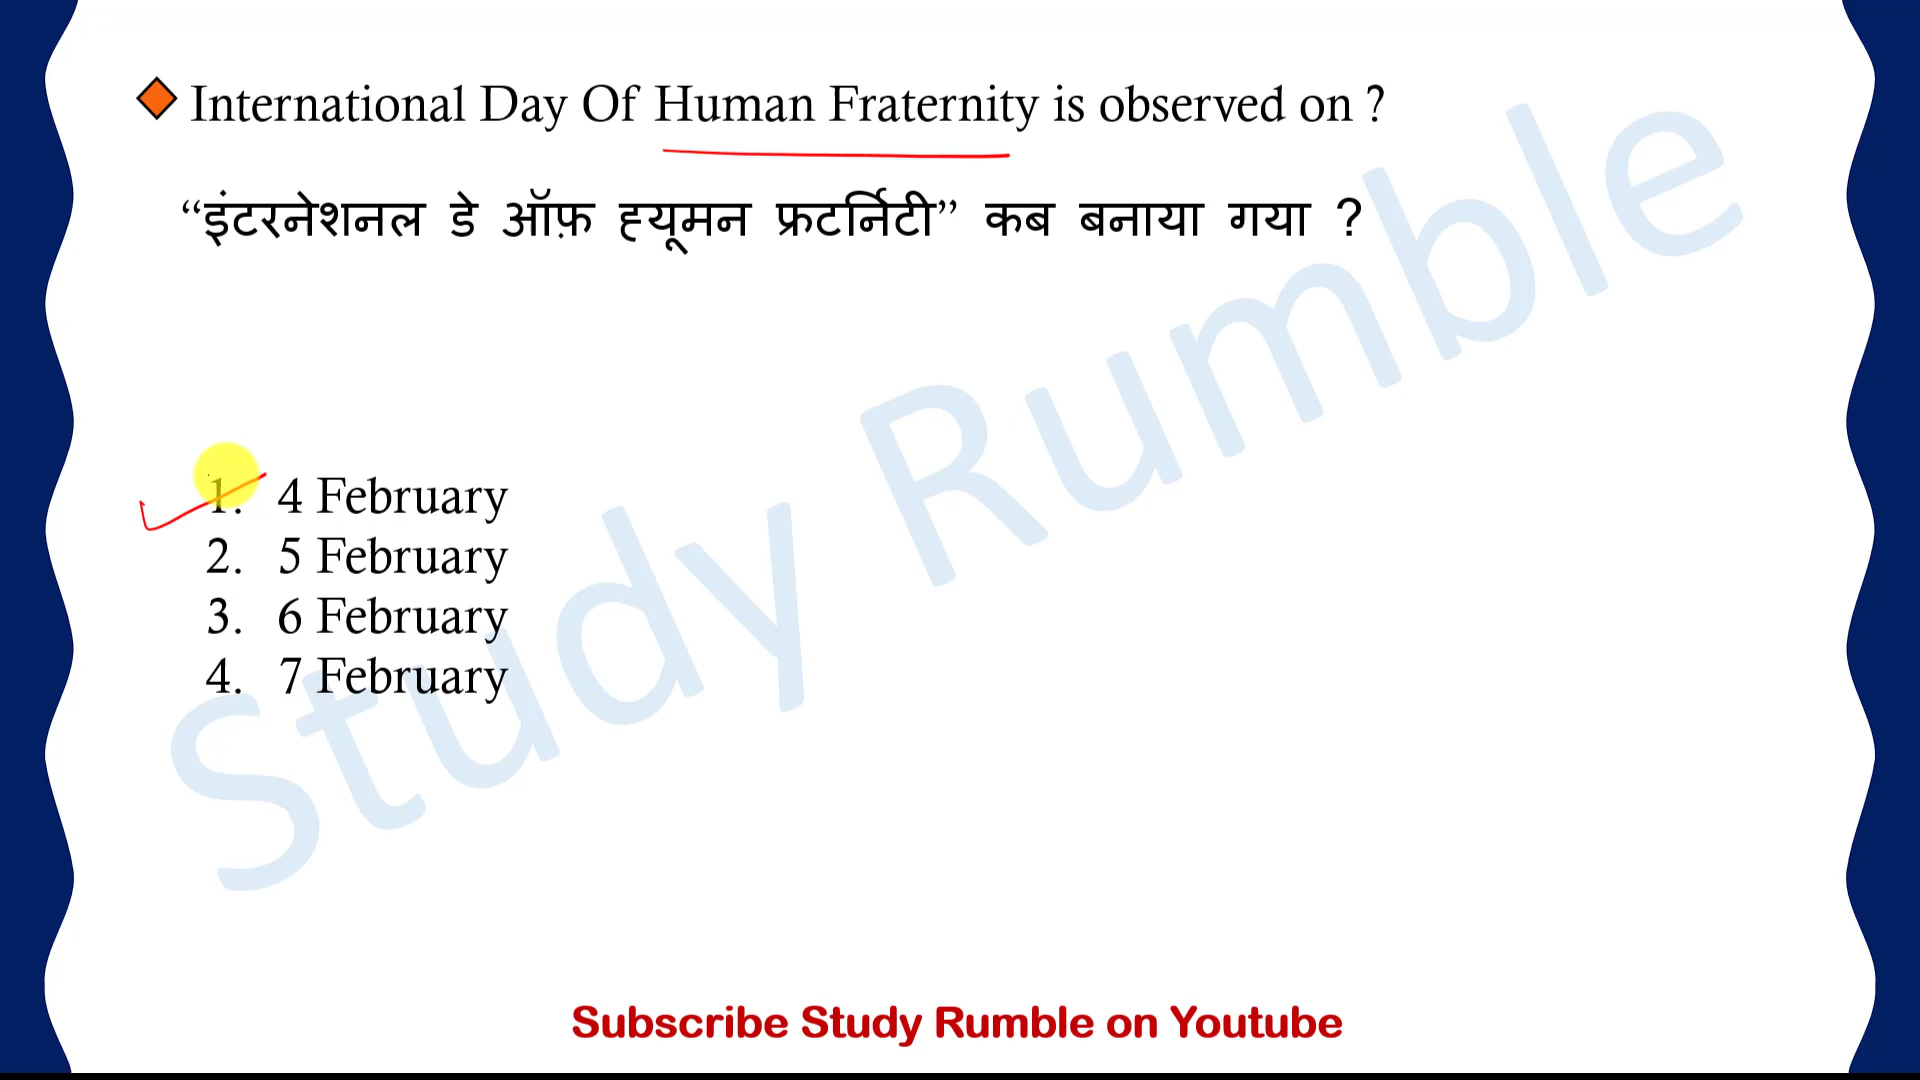 International Day Of Human Fraternity is observed on ?
“इंटरनेशनल डे ऑफ़ ह्यूमन फ्रटर्निटी” कब बनाया गया ?
1. 4 February
2. 5 February
3. 6 February
4. 7 February
Study Rumble
Subscribe Study Rumble on Youtube